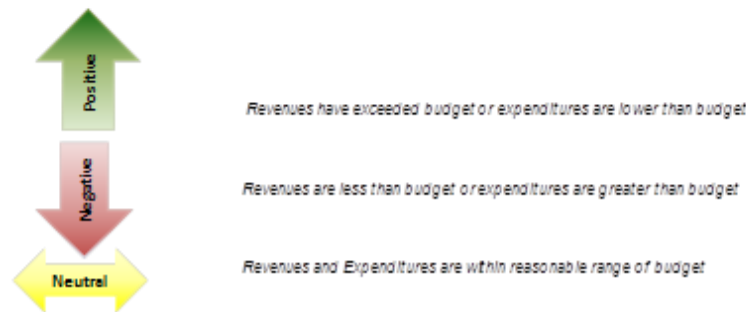 Positive
Revenues have exceeded budget or expenditures are lower than budget
Negative
Revenues are less than budget or expenditures are greater than budget
Neutral
Revenues and Expenditures are within reasonable range of budget